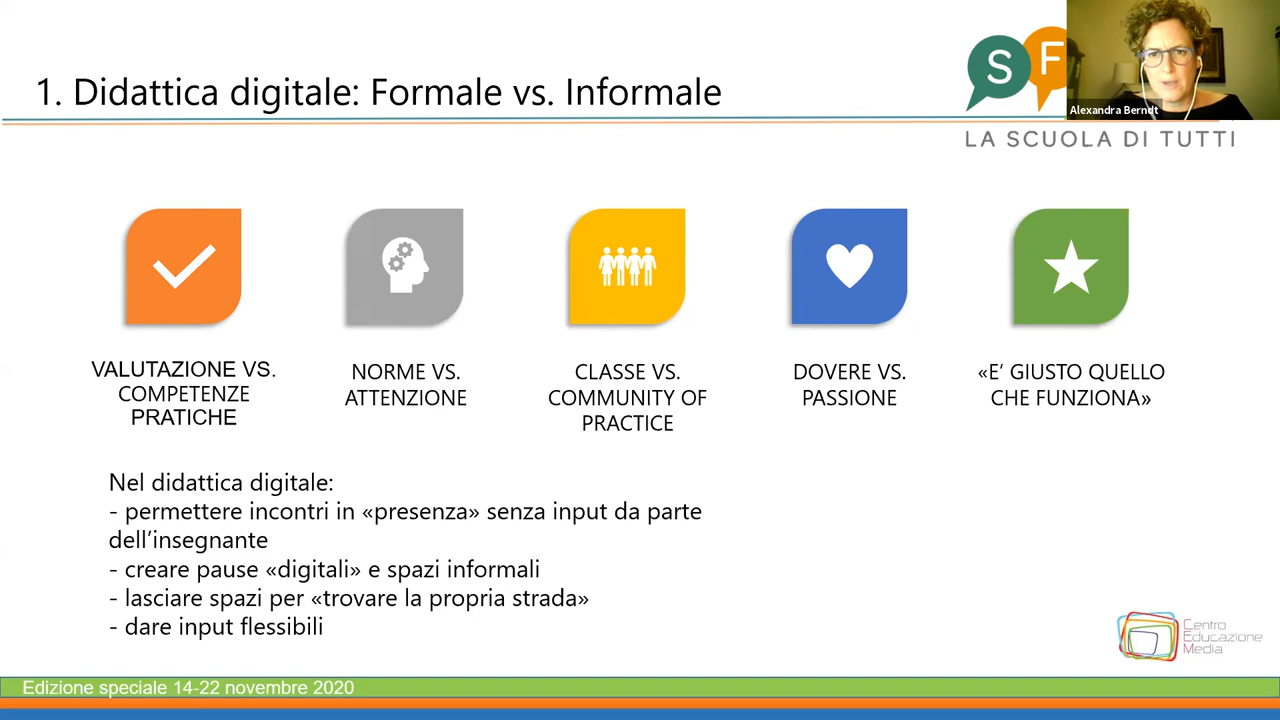 1. Didattica digitale: Formale vs. Informale
S F
Alexandra Berndt
LA SCUOLA DI TUTTI
VALUTAZIONE VS.
COMPETENZE
PRATICHE
NORME VS.
ATTENZIONE
CLASSE VS.
COMMUNITY OF
PRACTICE
DOVERE VS.
PASSIONE
«E’ GIUSTO QUELLO
CHE FUNZIONA»
Nel didattica digitale:
- permettere incontri in «presenza» senza input da parte
dell’insegnante
- creare pause «digitali» e spazi informali
- lasciare spazi per «trovare la propria strada»
- dare input flessibili
Centro
Educazione
Media
Edizione speciale 14-22 novembre 2020